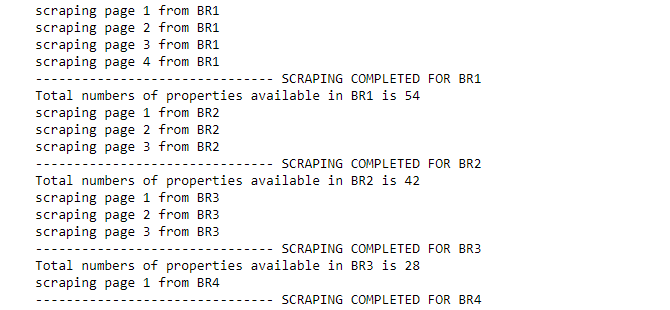 scraping page 1 from BR1
scraping page 2 from BR1
scraping page 3 from BR1
scraping page 4 from BR1
------------------------------- SCRAPING COMPLETED FOR BR1
Total numbers of properties available in BR1 is 54
scraping page 1 from BR2
scraping page 2 from BR2
scraping page 3 from BR2
------------------------------- SCRAPING COMPLETED FOR BR2
Total numbers of properties available in BR2 is 42
scraping page 1 from BR3
scraping page 2 from BR3
scraping page 3 from BR3
------------------------------- SCRAPING COMPLETED FOR BR3
Total numbers of properties available in BR3 is 28
scraping page 1 from BR4
------------------------------- SCRAPING COMPLETED FOR BR4